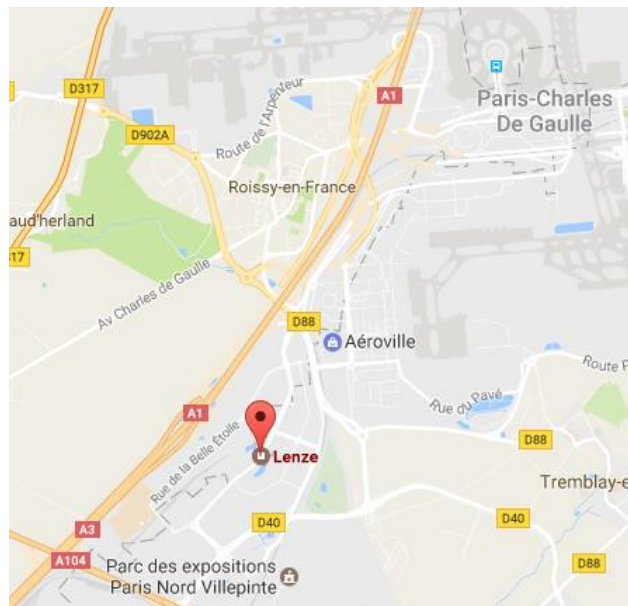 D317
A1
Paris-Charles
De Gaulle
D902A
Route de l'Arpenteur
Roissy-en-France
aud'herland
317
Av Charles de Gaulle
D88
Aéroville
Route P
Rue du Pavé
A1
Rue de la Belle Étoile
D88
Lenze
Tremblay-e
D40
D40
A3
A104
D88
Parc des expositions
Paris Nord Villepinte